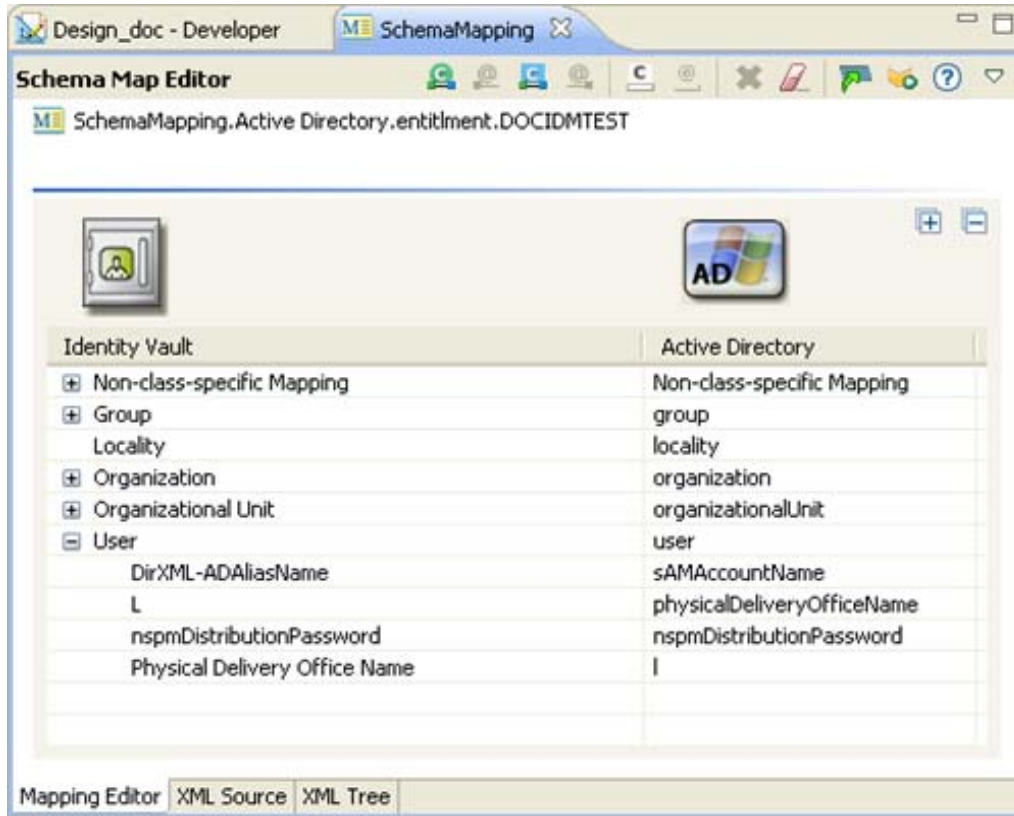 Design_doc - Developer SchemaMapping
Schema Map Editor
SchemaMapping.Active Directory.entitlment.DOCIDMTEST
AD
Identity Vault Active Directory
Non-class-specific Mapping Non-class-specific Mapping
Group group
Locality locality
Organization organization
Organizational Unit organizationalUnit
User user
DirXML-ADAliasName sAMAccountName
L physicalDeliveryOfficeName
nspmDistributionPassword nspmDistributionPassword
Physical Delivery Office Name l
Mapping Editor XML Source XML Tree